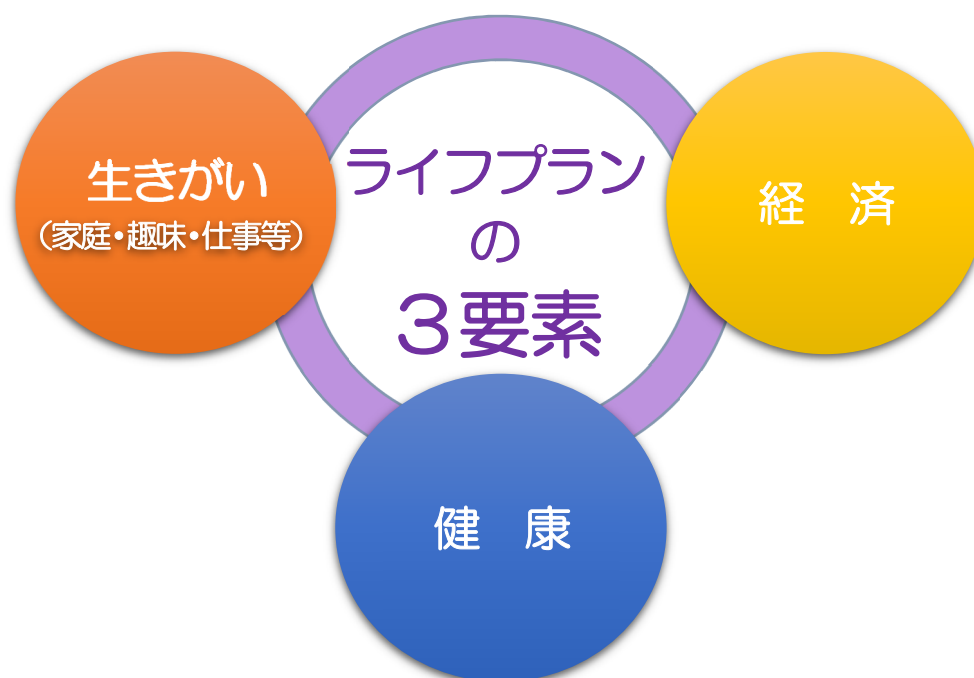 ライフプラン
の
3要素
生きがい
(家庭・趣味・仕事等)
経　済
健　康